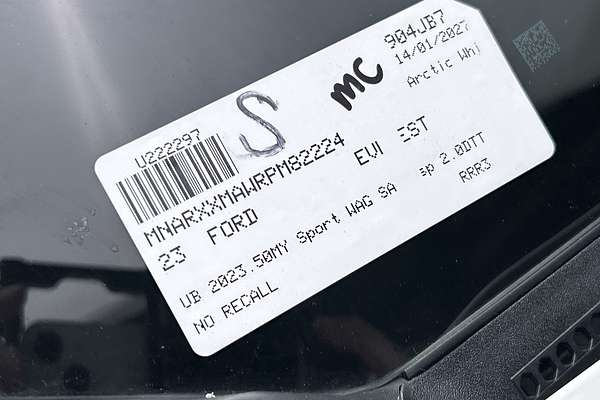 904JB7
14/01/2027
Arctic Whi
MC
S
U222297
MNARXXMAWRPM82224
23 FORD EVI EST
UB 2023.50MY Sport WAG SA sp 2.0DTT
NO RECALL RRR3